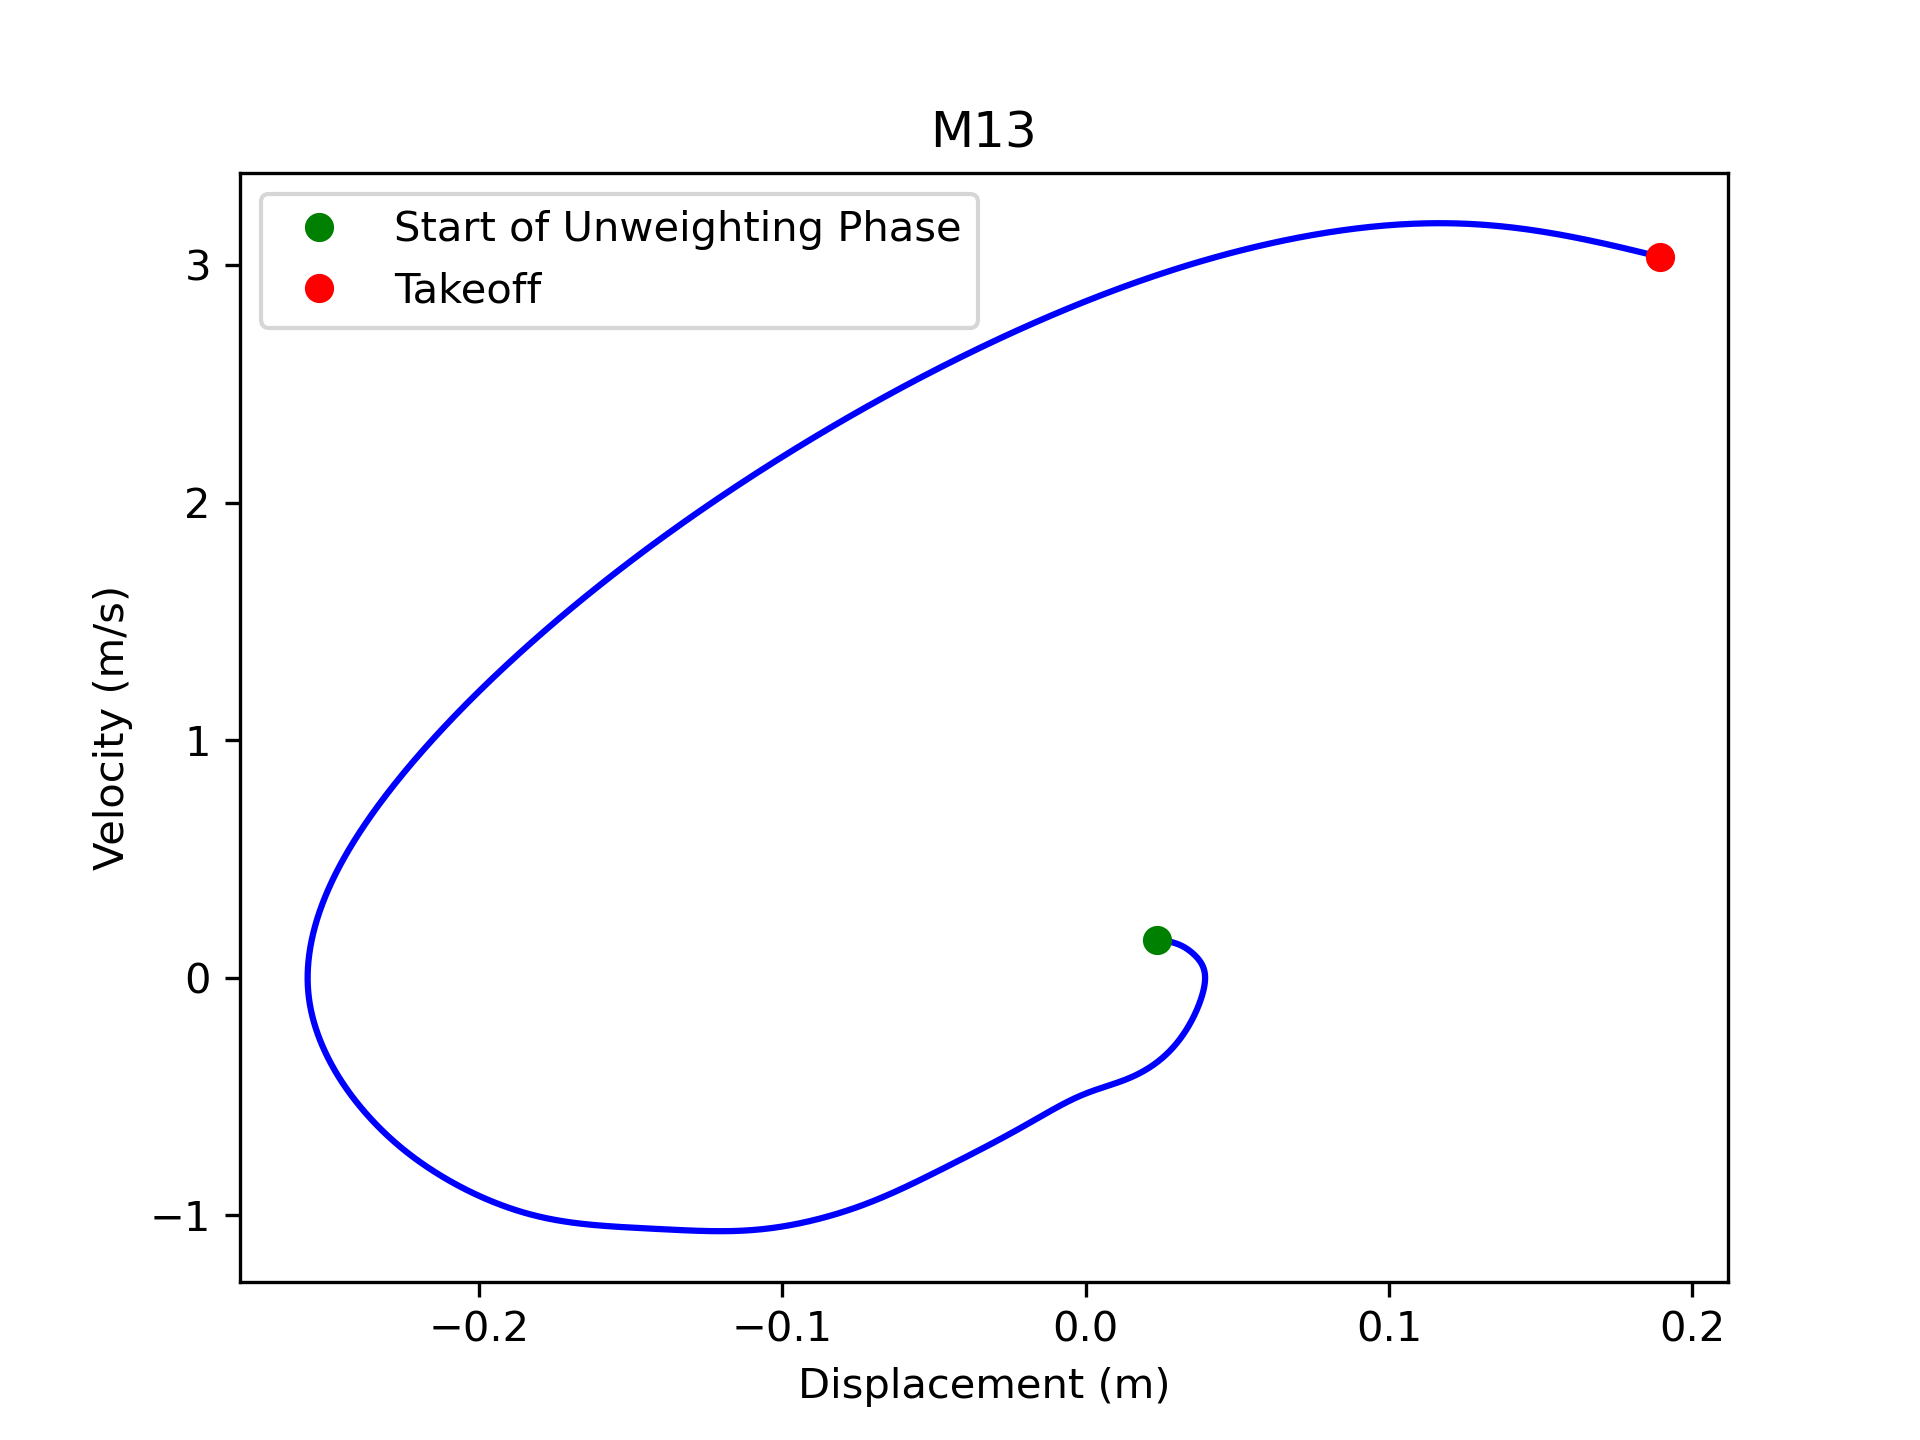 M13
Start of Unweighting Phase
Takeoff
3
2
1
0
−1
Velocity (m/s)
−0.2 −0.1 0.0 0.1 0.2
Displacement (m)